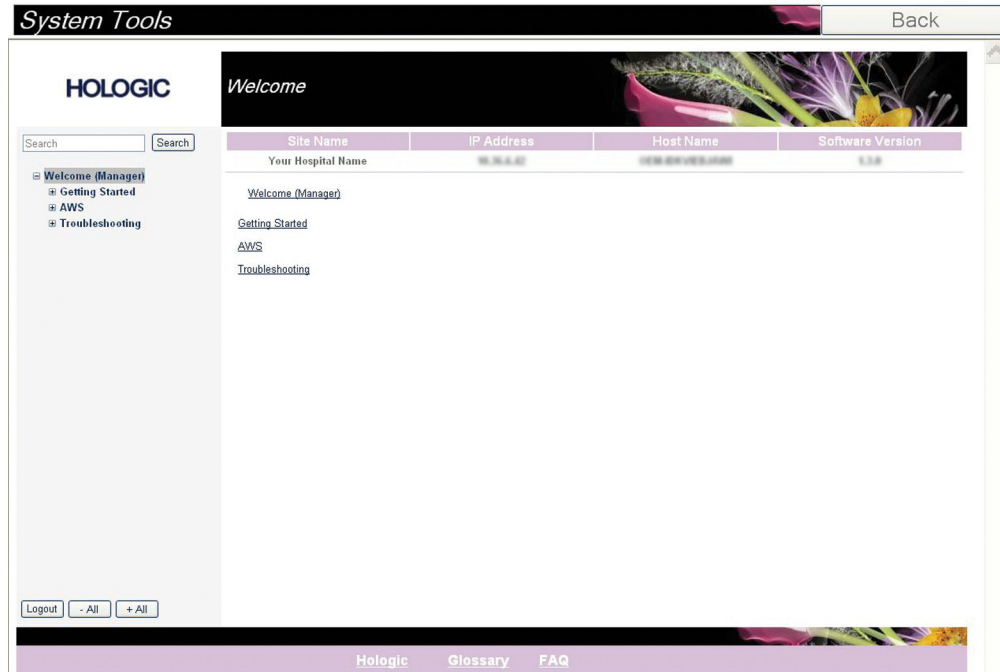 System Tools
Back
HOLOGIC
Welcome
Search Search
Site Name IP Address Host Name Software Version
Your Hospital Name
Welcome (Manager)
Getting Started
AWS
Troubleshooting
Welcome (Manager)
Getting Started
AWS
Troubleshooting
Logout - All + All
Hologic Glossary FAQ